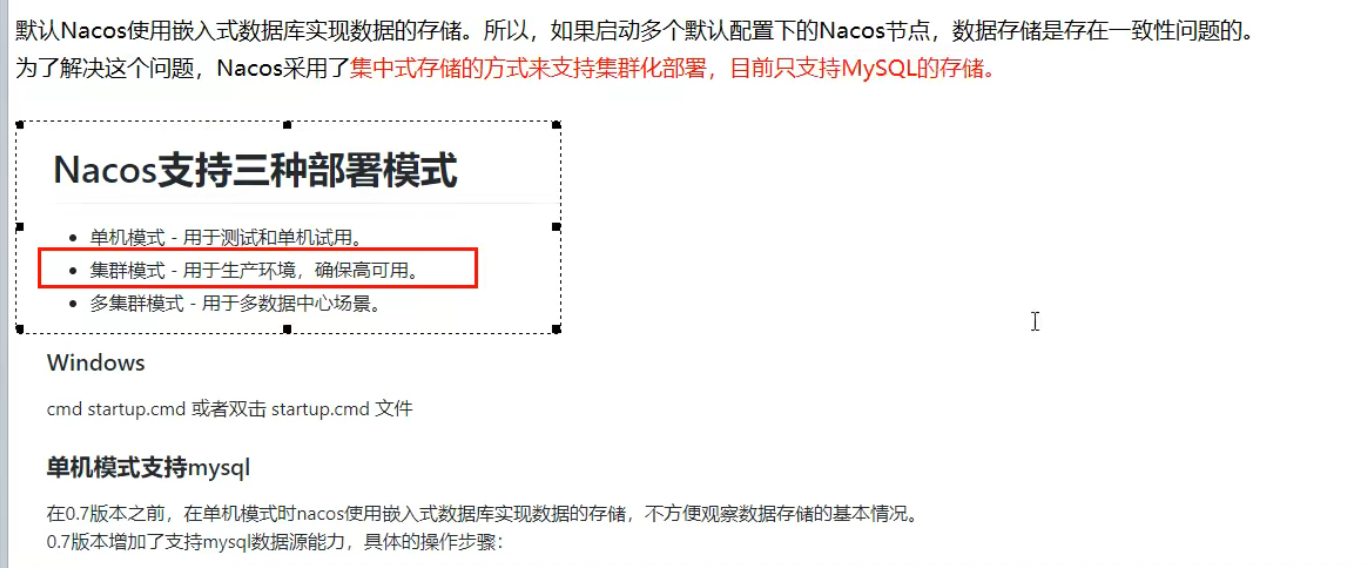 默认Nacos使用嵌入式数据库实现数据的存储。所以，如果启动多个默认配置下的Nacos节点，数据存储是存在一致性问题的。
为了解决这个问题，Nacos采用了集中式存储的方式来支持集群化部署，目前只支持MySQL的存储。
Nacos支持三种部署模式
• 单机模式 - 用于测试和单机试用。
• 集群模式 - 用于生产环境，确保高可用。
• 多集群模式 - 用于多数据中心场景。
Windows
cmd startup.cmd 或者双击 startup.cmd 文件
单机模式支持mysql
在0.7版本之前，在单机模式时nacos使用嵌入式数据库实现数据的存储，不方便观察数据存储的基本情况。
0.7版本增加了支持mysql数据源能力，具体的操作步骤：